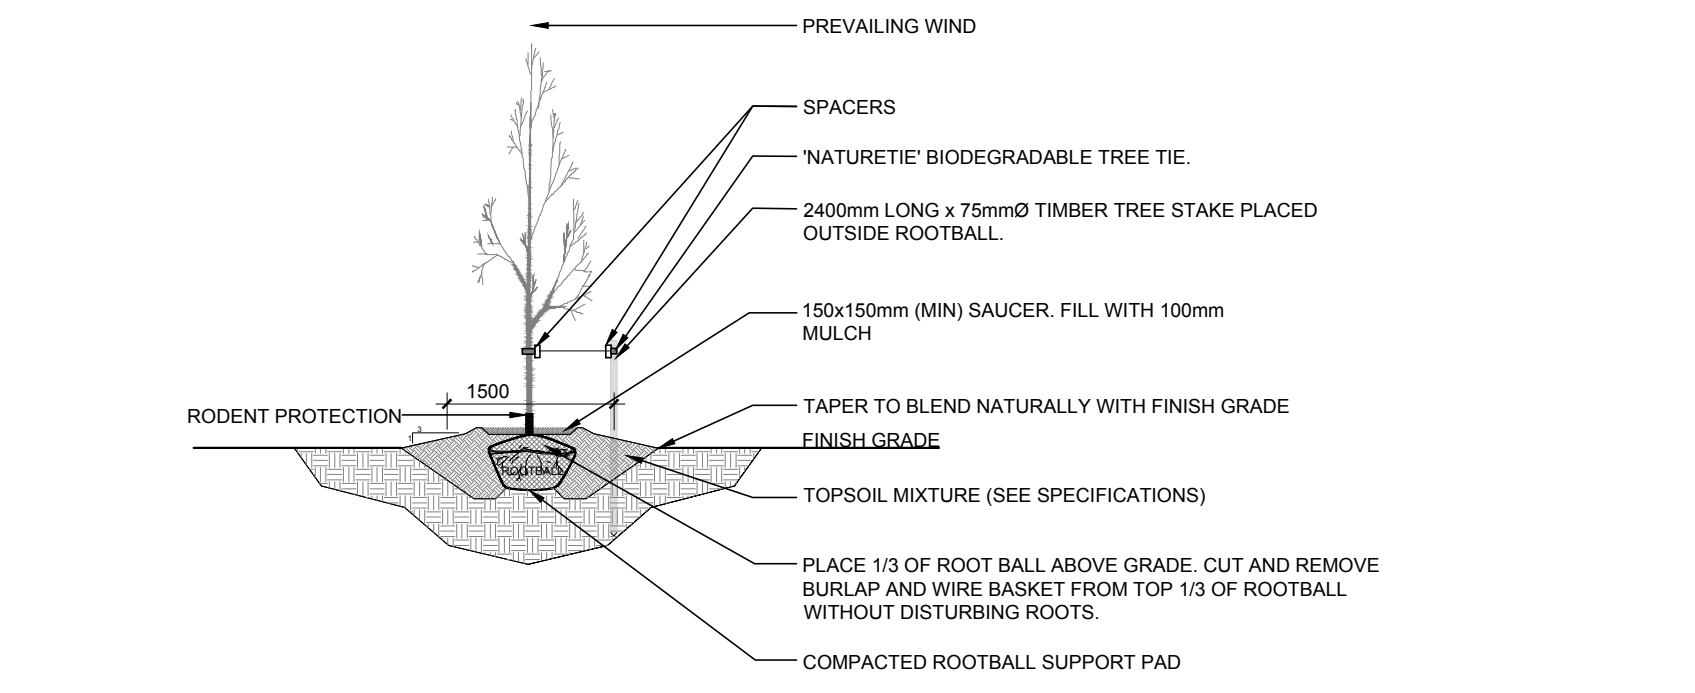 PREVAILING WIND
SPACERS
'NATURETIE' BIODEGRADABLE TREE TIE.
2400mm LONG x 75mmØ TIMBER TREE STAKE PLACED
OUTSIDE ROOTBALL.
150x150mm (MIN) SAUCER. FILL WITH 100mm
MULCH
1500
RODENT PROTECTION
TAPER TO BLEND NATURALLY WITH FINISH GRADE
3
1
FINISH GRADE
ROOTBALL
TOPSOIL MIXTURE (SEE SPECIFICATIONS)
PLACE 1/3 OF ROOT BALL ABOVE GRADE. CUT AND REMOVE
BURLAP AND WIRE BASKET FROM TOP 1/3 OF ROOTBALL
WITHOUT DISTURBING ROOTS.
COMPACTED ROOTBALL SUPPORT PAD